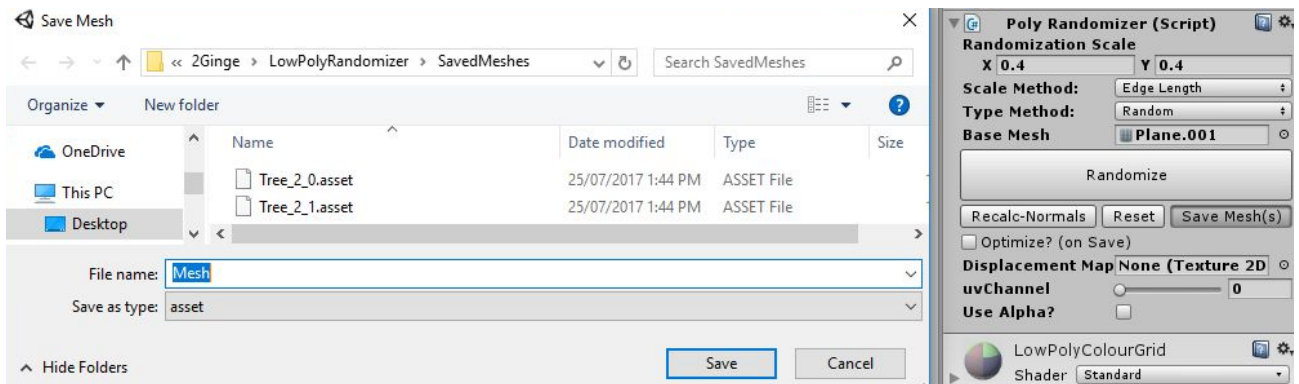 Save Mesh
« 2Ginge › LowPolyRandomizer › SavedMeshes
Search SavedMeshes
Organize
New folder
Name
Date modified
Type
Size
OneDrive
This PC
Desktop
Tree_2_0.asset
25/07/2017 1:44 PM
ASSET File
Tree_2_1.asset
25/07/2017 1:44 PM
ASSET File
File name: Mesh
Save as type: asset
Hide Folders
Save
Cancel
Poly Randomizer (Script)
Randomization Scale
X 0.4 Y 0.4
Scale Method: Edge Length
Type Method: Random
Base Mesh Plane.001
Randomize
Recalc-Normals Reset Save Mesh(s)
Optimize? (on Save)
Displacement Map None (Texture 2D
uvChannel 0
Use Alpha?
LowPolyColourGrid
Shader Standard